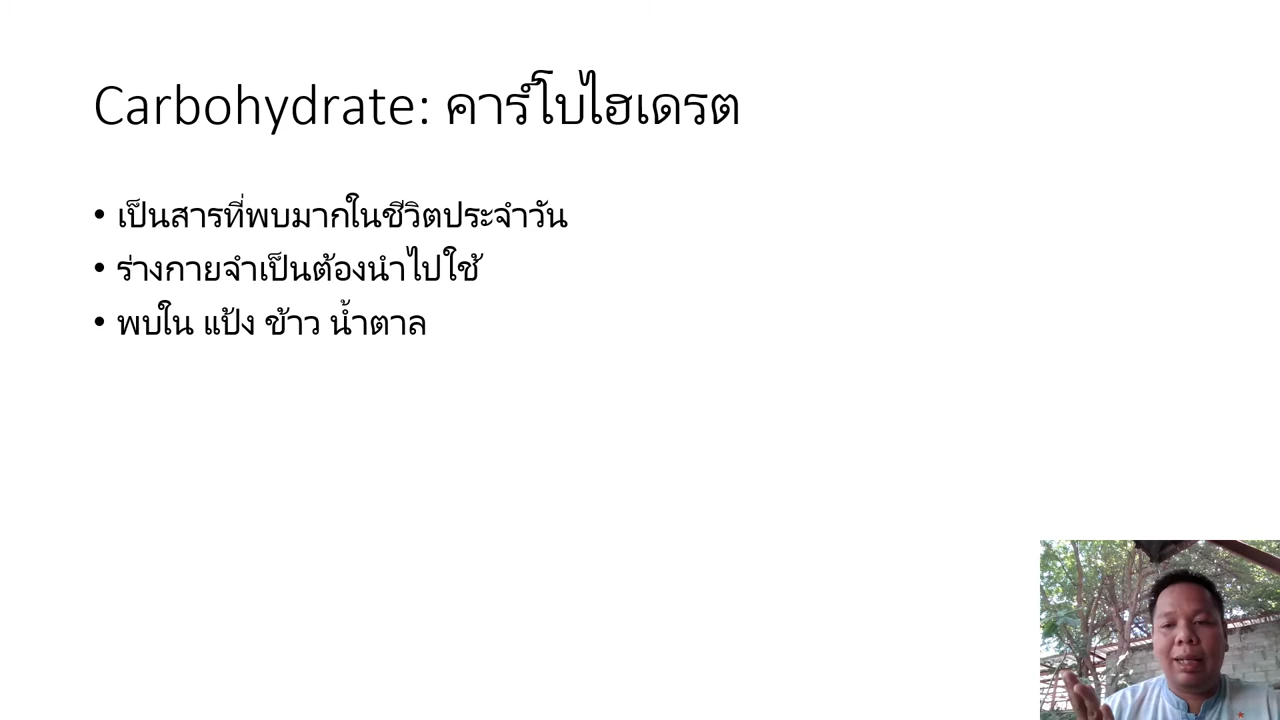 Carbohydrate: คาร์โบไฮเดรต
• เป็นสารที่พบมากในชีวิตประจำวัน
• ร่างกายจำเป็นต้องนำไปใช้
• พบใน แป้ง ข้าว น้ำตาล